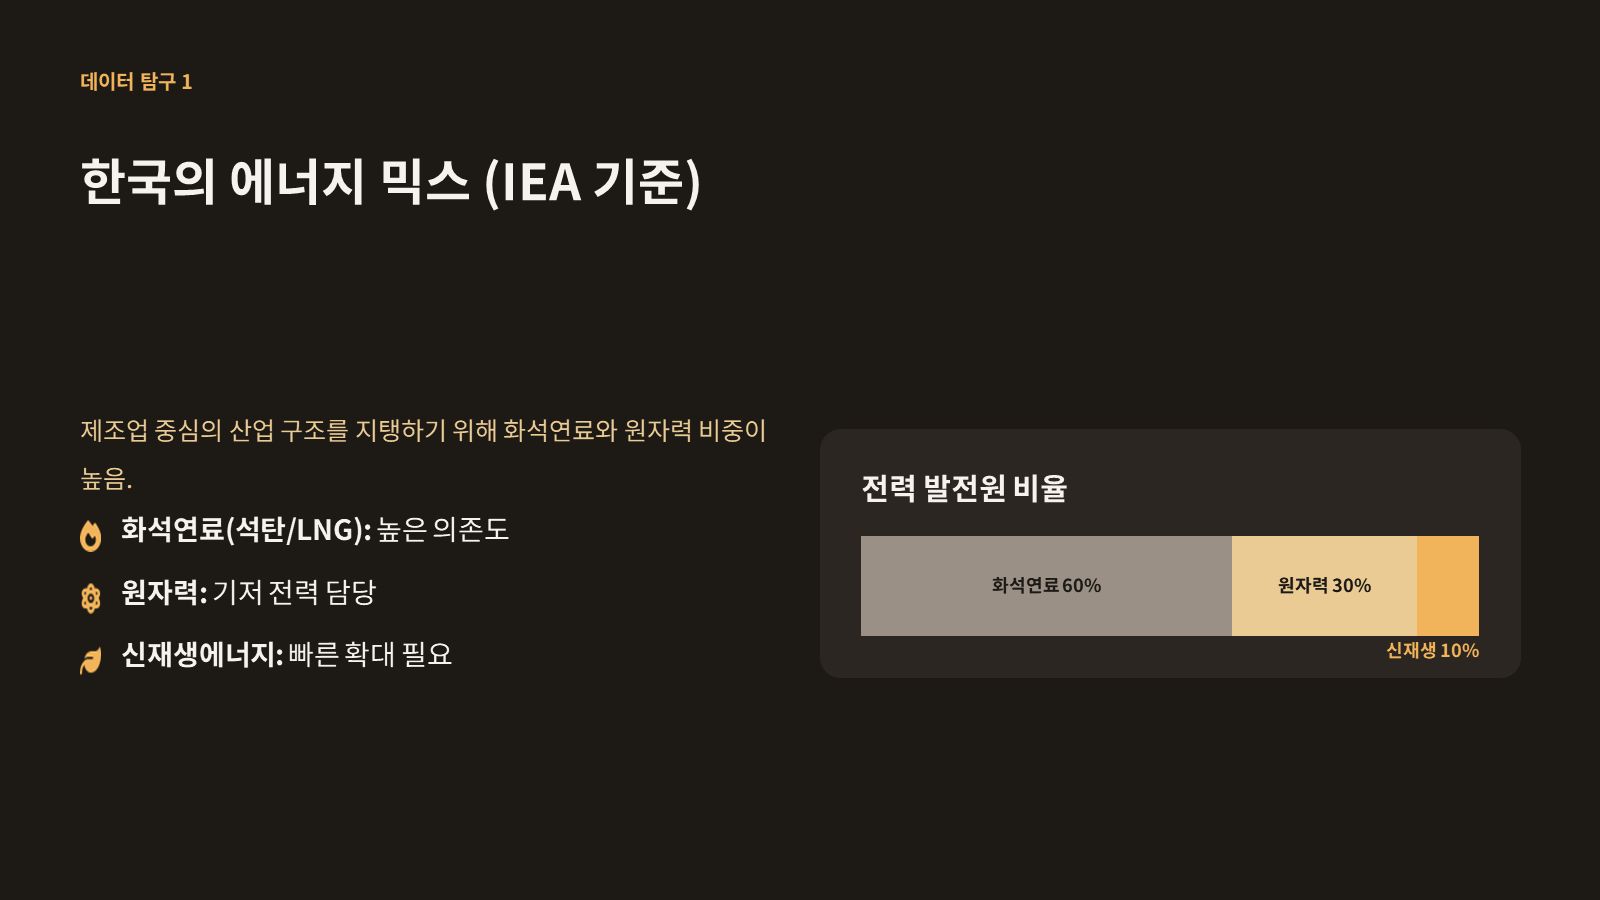 데이터 탐구 1
한국의 에너지 믹스 (IEA 기준)
제조업 중심의 산업 구조를 지탱하기 위해 화석연료와 원자력 비중이
높음.
화석연료(석탄/LNG): 높은 의존도
원자력: 기저 전력 담당
신재생에너지: 빠른 확대 필요
전력 발전원 비율
화석연료 60%
원자력 30%
신재생 10%